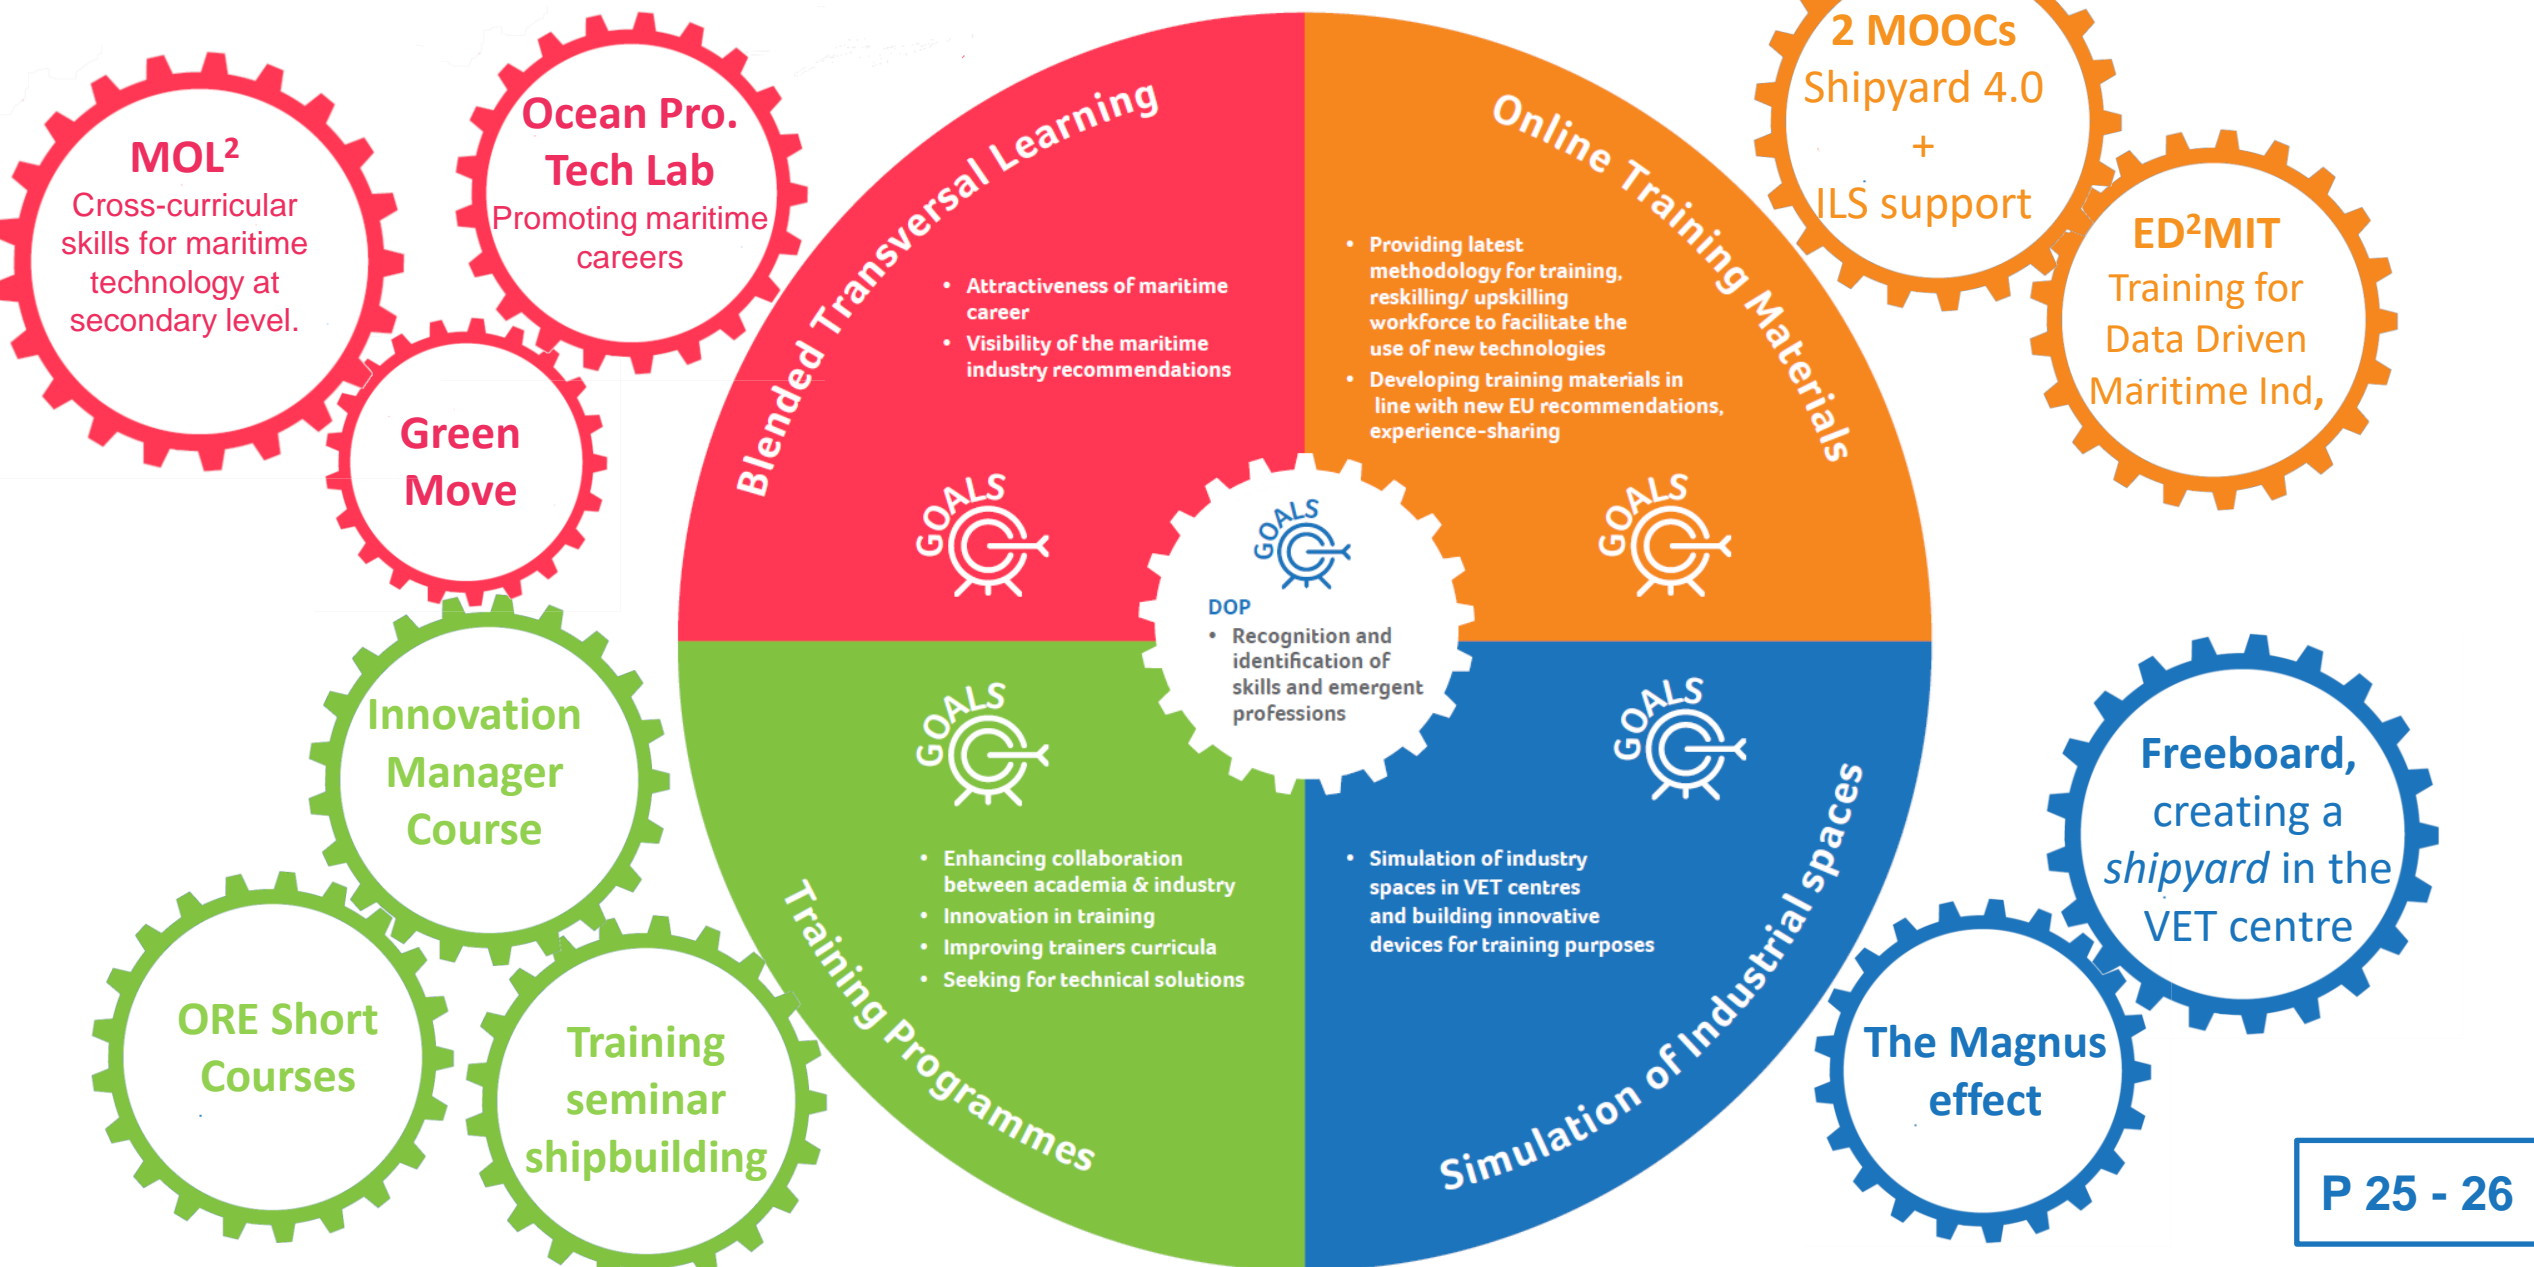 MOL²
Cross-curricular
skills for maritime
technology at
secondary level.
Ocean Pro.
Tech Lab
Promoting maritime
careers
Green
Move
Blended Transversal Learning
• Attractiveness of maritime
career
• Visibility of the maritime
industry recommendations
GOALS
Online Training Materials
• Providing latest
methodology for training,
reskilling/ upskilling
workforce to facilitate the
use of new technologies
• Developing training materials in
line with new EU recommendations,
experience-sharing
GOALS
2 MOOCs
Shipyard 4.0
+
ILS support
ED²MIT
Training for
Data Driven
Maritime Ind,
GOALS
DOP
• Recognition and
identification of
skills and emergent
professions
Innovation
Manager
Course
ORE Short
Courses
Training
seminar
shipbuilding
GOALS
• Enhancing collaboration
between academia & industry
• Innovation in training
• Improving trainers curricula
• Seeking for technical solutions
Training Programmes
GOALS
• Simulation of industry
spaces in VET centres
and building innovative
devices for training purposes
Simulation of Industrial spaces
Freeboard,
creating a
shipyard in the
VET centre
The Magnus
effect
P 25 - 26